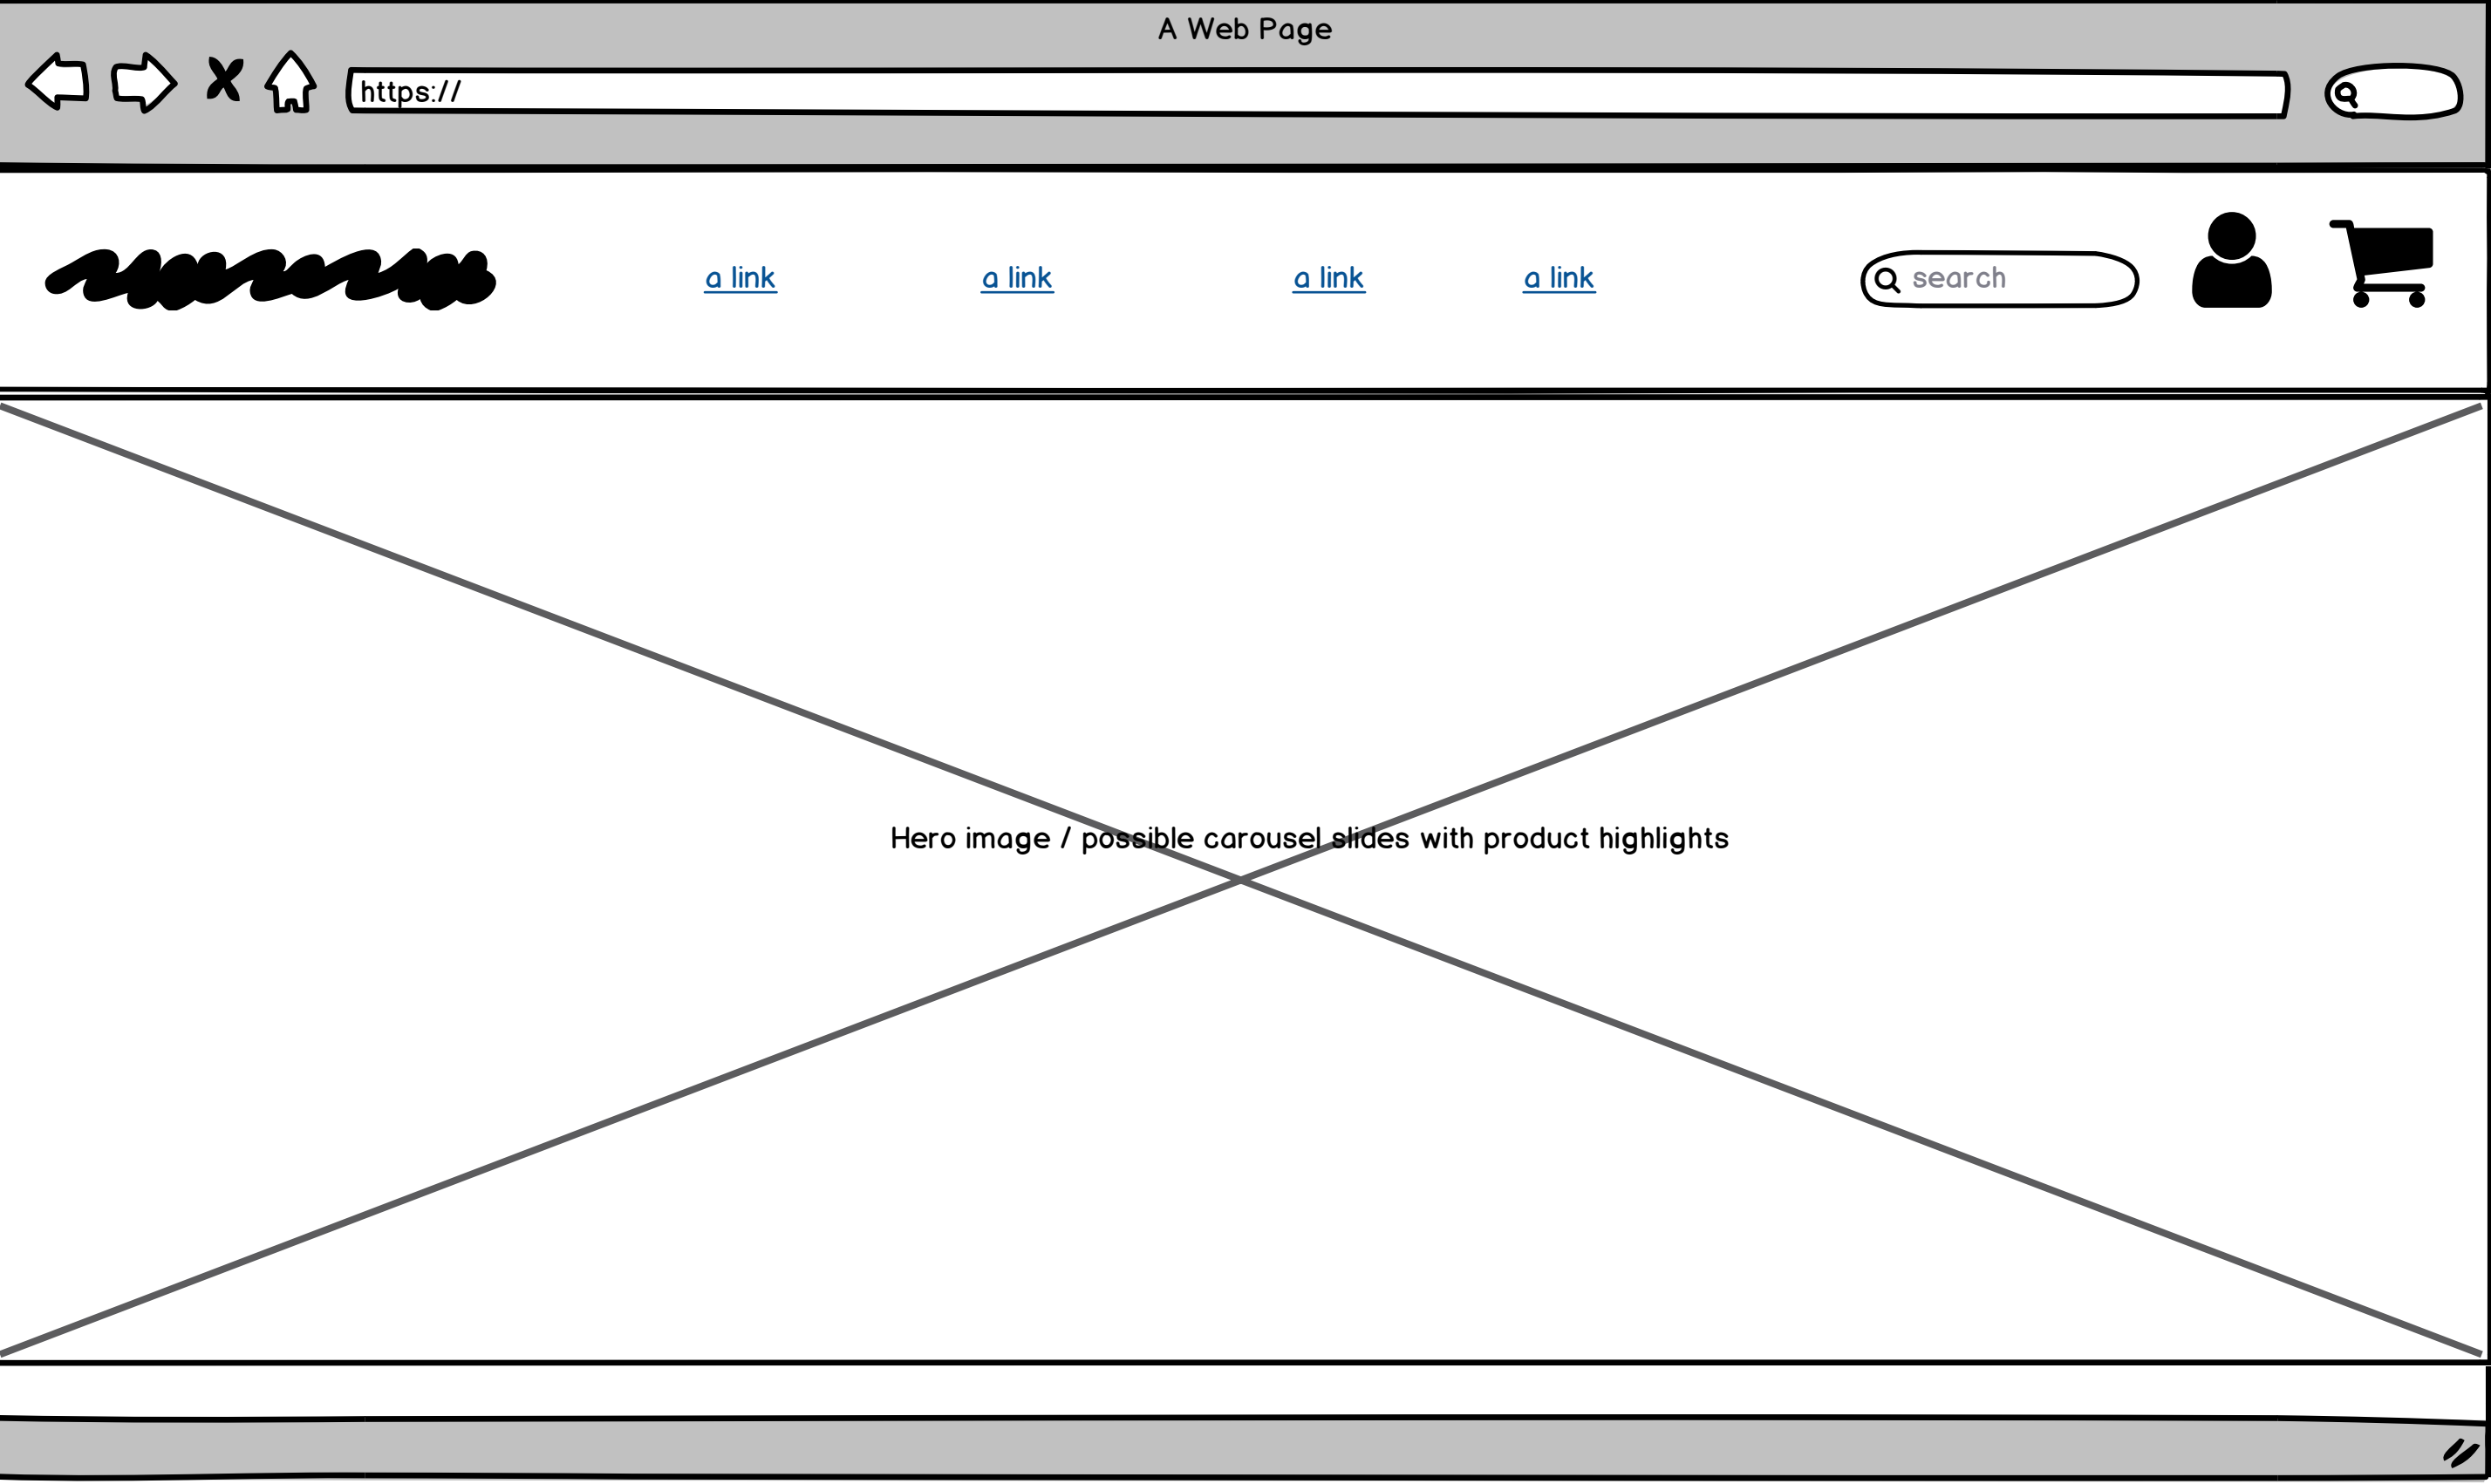 A Web Page
https://
a link a link a link a link search
Hero image / possible carousel slides with product highlights